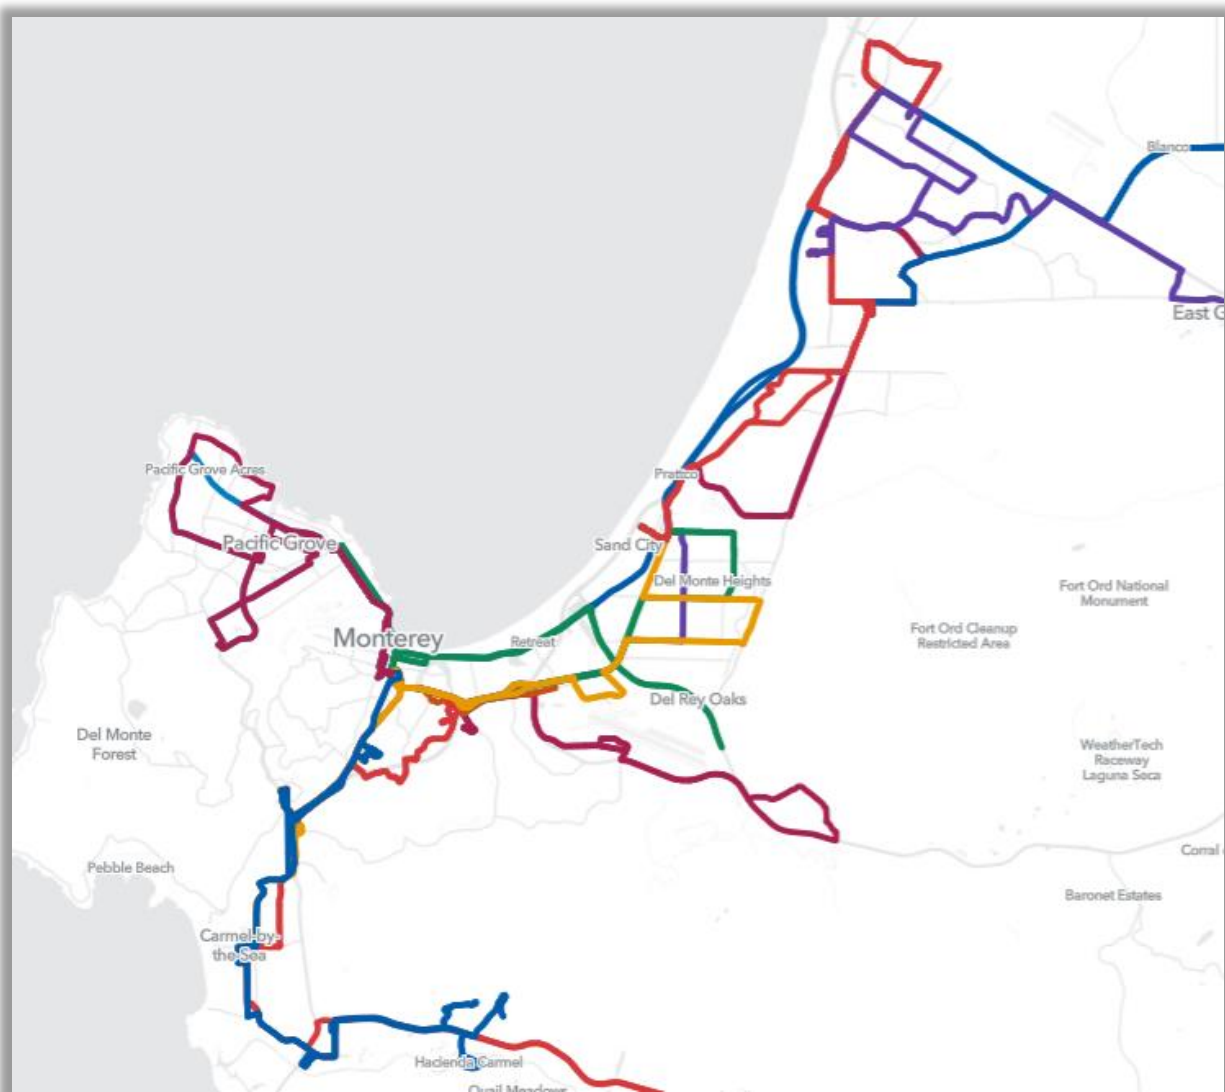 Blanco
East G
Pacific Grove Acres
Prattco
Pacific Grove
Sand City
Del Monte Heights
Fort Ord National
Monument
Fort Ord Cleanup
Restricted Area
Monterey
Retreat
Del Rey Oaks
Del Monte
Forest
WeatherTech
Raceway
Laguna Seca
Pebble Beach
Corral
Baronet Estates
Carmel-by-
the-Sea
Hacienda Carmel
Quail Meadows